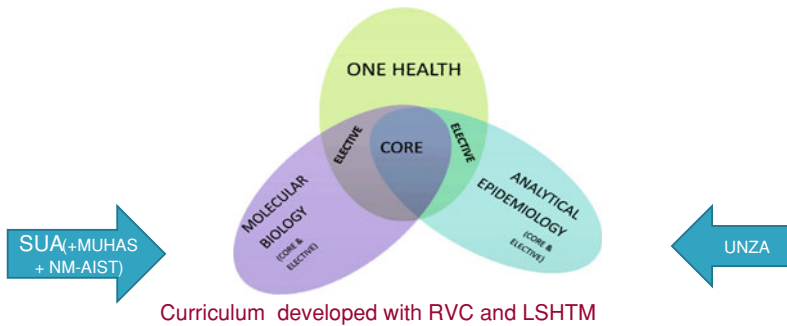 ONE HEALTH
ELECTIVE
CORE
ELECTIVE
MOLECULAR
BIOLOGY
(CORE &
ELECTIVE)
ANALYTICAL
EPIDEMIOLOGY
(CORE &
ELECTIVE)
SUA(+MUHAS
+ NM-AIST)
UNZA
Curriculum developed with RVC and LSHTM